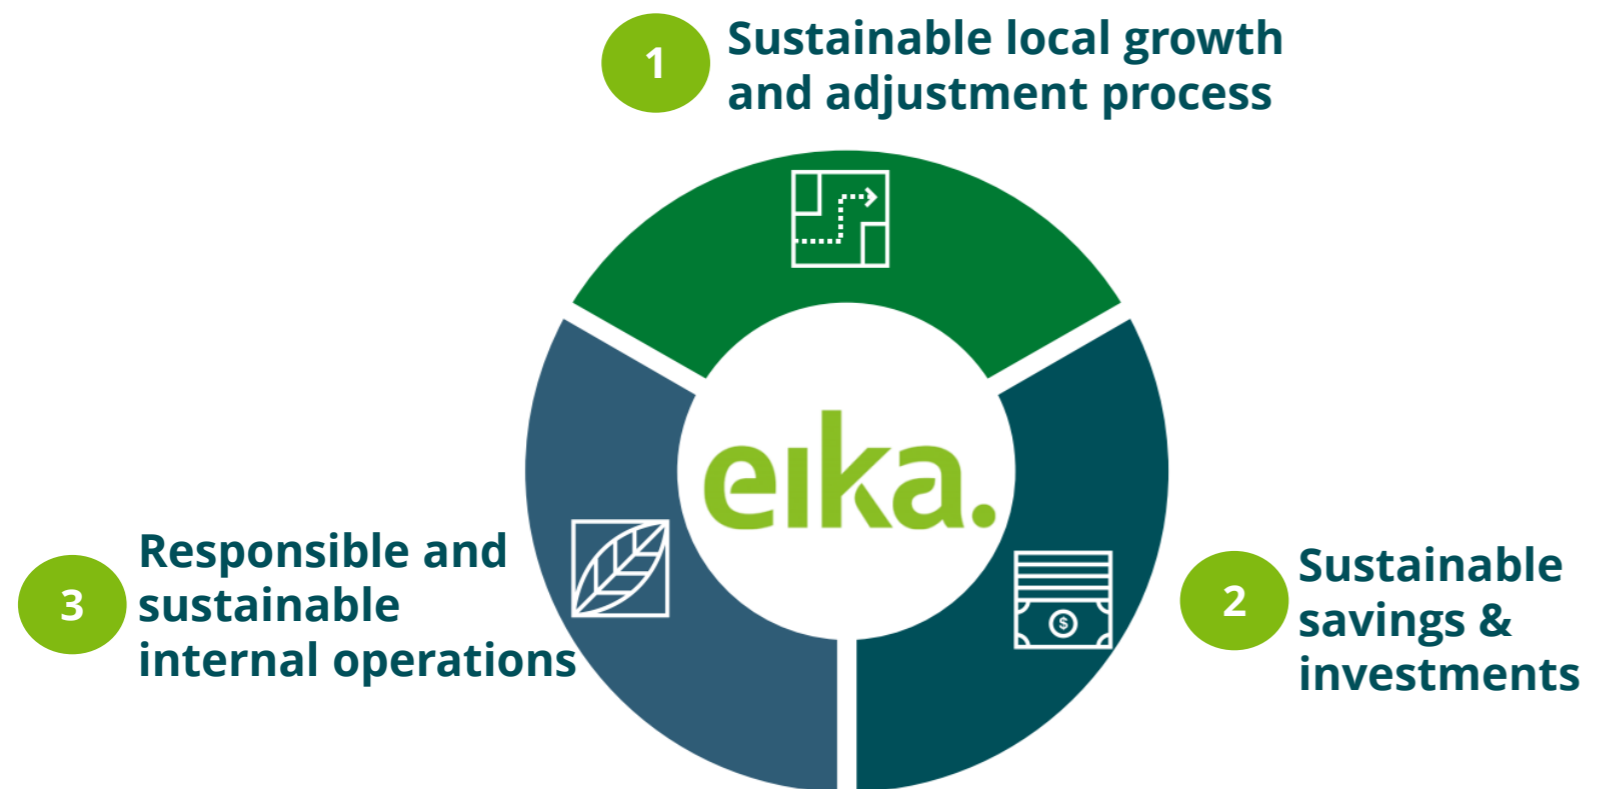 1
Sustainable local growth
and adjustment process
eika.
$
2
Sustainable
savings &
investments
3
Responsible and
sustainable
internal operations